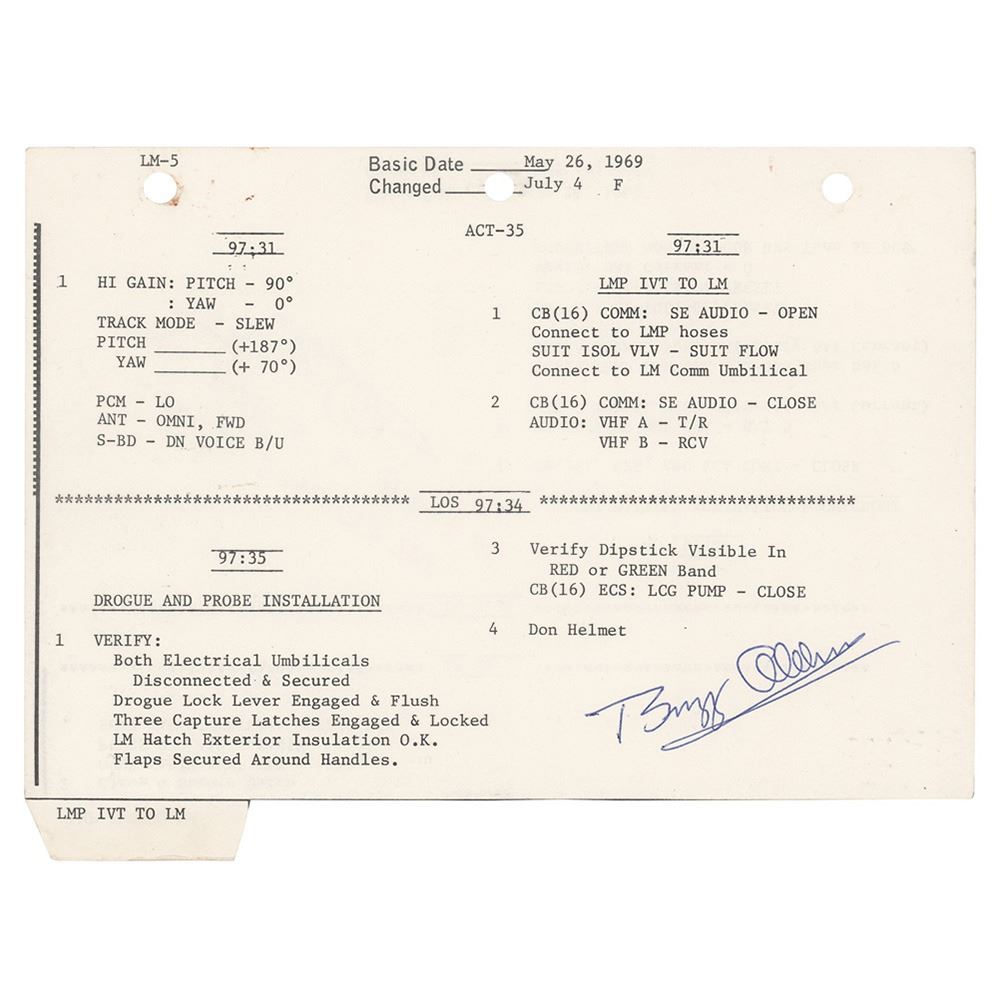 LM-5
Basic Date May 26, 1969
Changed July 4 F
ACT-35
97:31
1 HI GAIN: PITCH - 90°
: YAW - 0°
TRACK MODE - SLEW
PITCH ______ (+187°)
YAW ______ (+ 70°)
PCM - LO
ANT - OMNI, FWD
S-BD - DN VOICE B/U
97:31
LMP IVT TO LM
1 CB(16) COMM: SE AUDIO - OPEN
Connect to LMP hoses
SUIT ISOL VLV - SUIT FLOW
Connect to LM Comm Umbilical
2 CB(16) COMM: SE AUDIO - CLOSE
AUDIO: VHF A - T/R
VHF B - RCV
************************************ LOS 97:34 ********************************
97:35
DROGUE AND PROBE INSTALLATION
1 VERIFY:
Both Electrical Umbilicals
Disconnected & Secured
Drogue Lock Lever Engaged & Flush
Three Capture Latches Engaged & Locked
LM Hatch Exterior Insulation O.K.
Flaps Secured Around Handles.
3 Verify Dipstick Visible In
RED or GREEN Band
CB(16) ECS: LCG PUMP - CLOSE
4 Don Helmet
Buzz Aldrin
LMP IVT TO LM